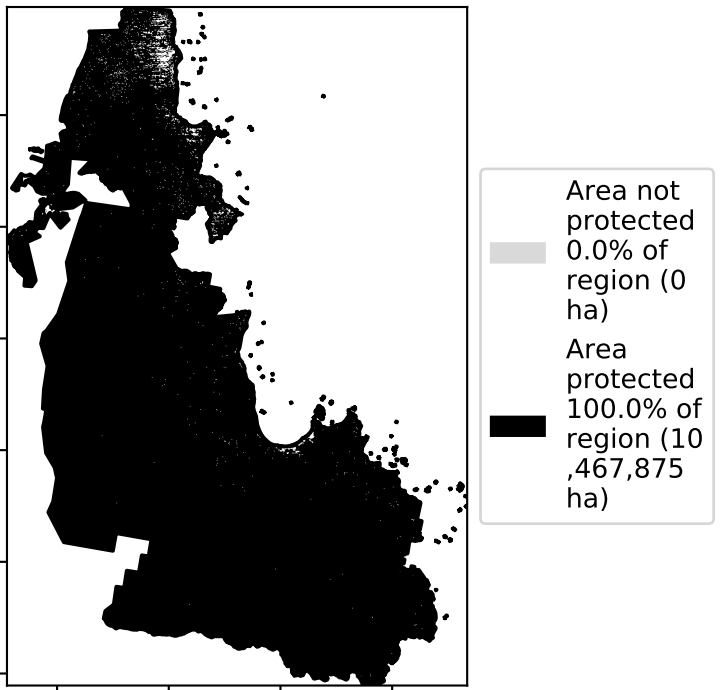 Area not
protected
0.0% of
region (0
ha)
Area
protected
100.0% of
region (10
,467,875
ha)